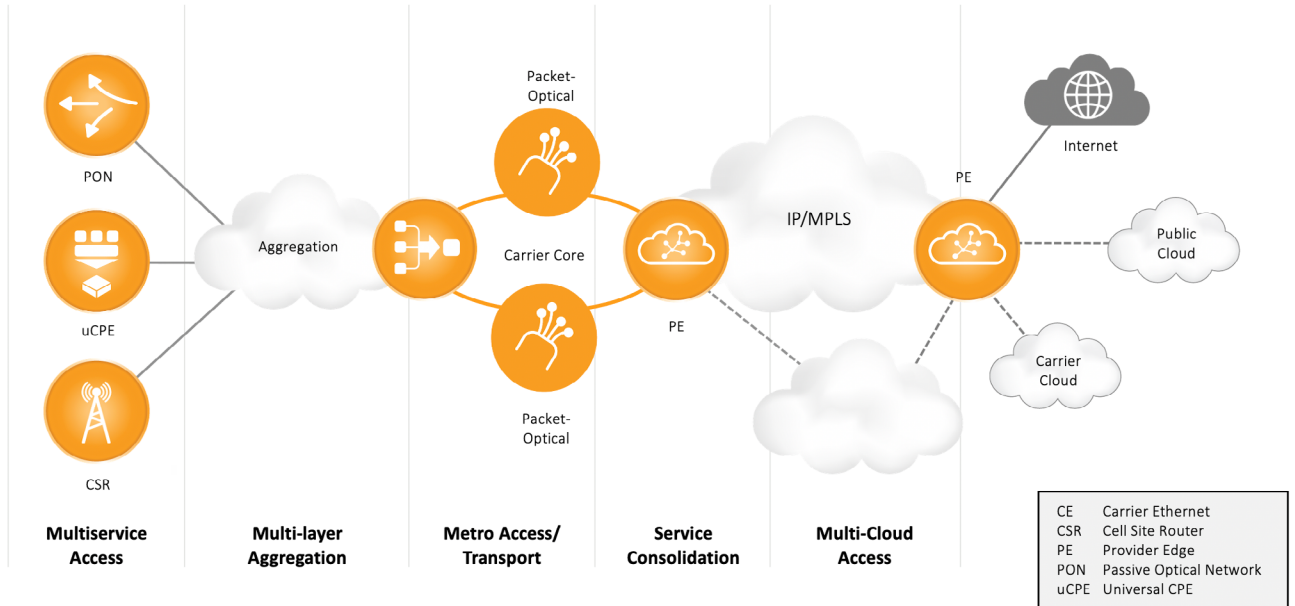 Packet-
Optical
Internet
PON
PE
Aggregation
Carrier Core
IP/MPLS
Public
Cloud
uCPE
PE
Carrier
Cloud
Packet-
Optical
CSR
Multiservice
Access
Multi-layer
Aggregation
Metro Access/
Transport
Service
Consolidation
Multi-Cloud
Access
CE Carrier Ethernet
CSR Cell Site Router
PE Provider Edge
PON Passive Optical Network
uCPE Universal CPE